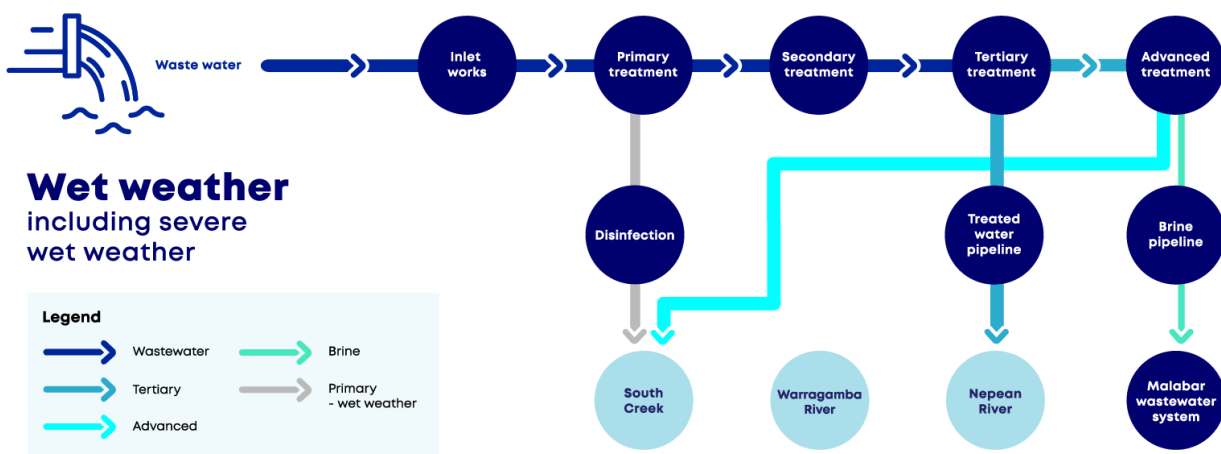 Waste water
Inlet
works
Primary
treatment
Secondary
treatment
Tertiary
treatment
Advanced
treatment
Wet weather
including severe
wet weather
Disinfection
Treated
water
pipeline
Brine
pipeline
Legend
Wastewater
Brine
Tertiary
Primary
- wet weather
Advanced
South
Creek
Warragamba
River
Nepean
River
Malabar
wastewater
system